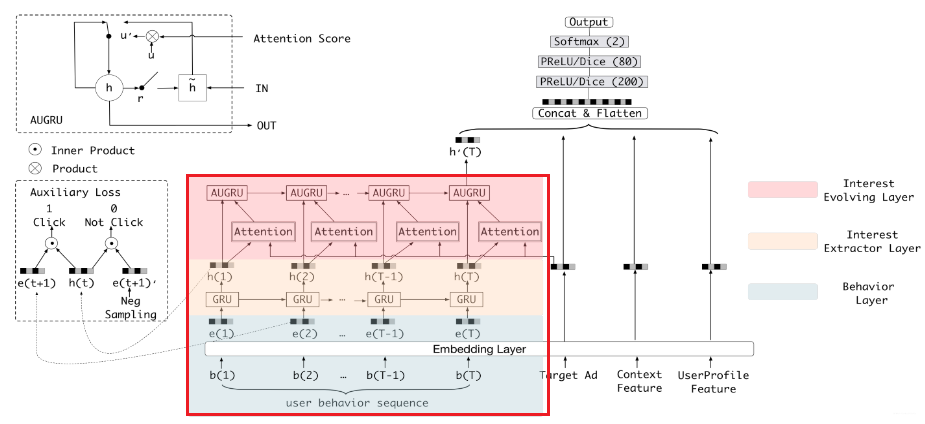 Output
Softmax (2)
PReLU/Dice (80)
PReLU/Dice (200)
Concat & Flatten
h'(T)
u'
u
Attention Score
h
r
h̃
IN
AUGRU
OUT
Inner Product
Product
Auxiliary Loss
1 0
Click Not Click
e(t+1) h(t) e(t+1)'
Neg
Sampling
AUGRU AUGRU ... AUGRU AUGRU
Attention Attention Attention Attention
h(1) h(2) h(T-1) h(T)
GRU GRU ... GRU GRU
e(1) e(2) ... e(T-1) e(T)
Embedding Layer
b(1) b(2) ... b(T-1) b(T)
user behavior sequence
Target Ad
Context
Feature
UserProfile
Feature
Interest
Evolving Layer
Interest
Extractor Layer
Behavior
Layer